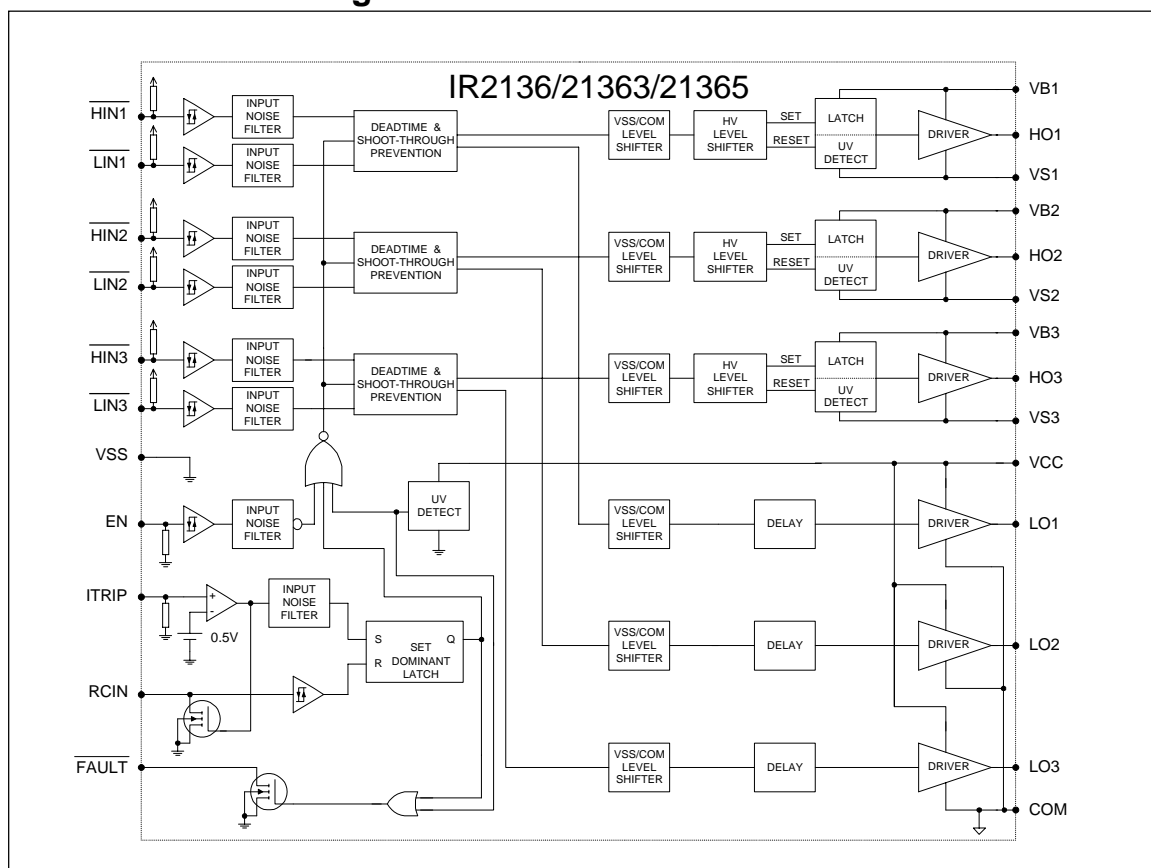 IR2136/21363/21365
HIN1
INPUT
NOISE
FILTER
LIN1
INPUT
NOISE
FILTER
DEADTIME &
SHOOT-THROUGH
PREVENTION
VSS/COM
LEVEL
SHIFTER
HV
LEVEL
SHIFTER
SET
RESET
LATCH
UV
DETECT
DRIVER
VB1
HO1
VS1
HIN2
INPUT
NOISE
FILTER
LIN2
INPUT
NOISE
FILTER
DEADTIME &
SHOOT-THROUGH
PREVENTION
VSS/COM
LEVEL
SHIFTER
HV
LEVEL
SHIFTER
SET
RESET
LATCH
UV
DETECT
DRIVER
VB2
HO2
VS2
HIN3
INPUT
NOISE
FILTER
LIN3
INPUT
NOISE
FILTER
DEADTIME &
SHOOT-THROUGH
PREVENTION
VSS/COM
LEVEL
SHIFTER
HV
LEVEL
SHIFTER
SET
RESET
LATCH
UV
DETECT
DRIVER
VB3
HO3
VS3
VSS
VCC
EN
INPUT
NOISE
FILTER
UV
DETECT
VSS/COM
LEVEL
SHIFTER
DELAY
DRIVER
LO1
ITRIP
+
-
0.5V
INPUT
NOISE
FILTER
S
R
Q
SET
DOMINANT
LATCH
VSS/COM
LEVEL
SHIFTER
DELAY
DRIVER
LO2
RCIN
FAULT
VSS/COM
LEVEL
SHIFTER
DELAY
DRIVER
LO3
COM